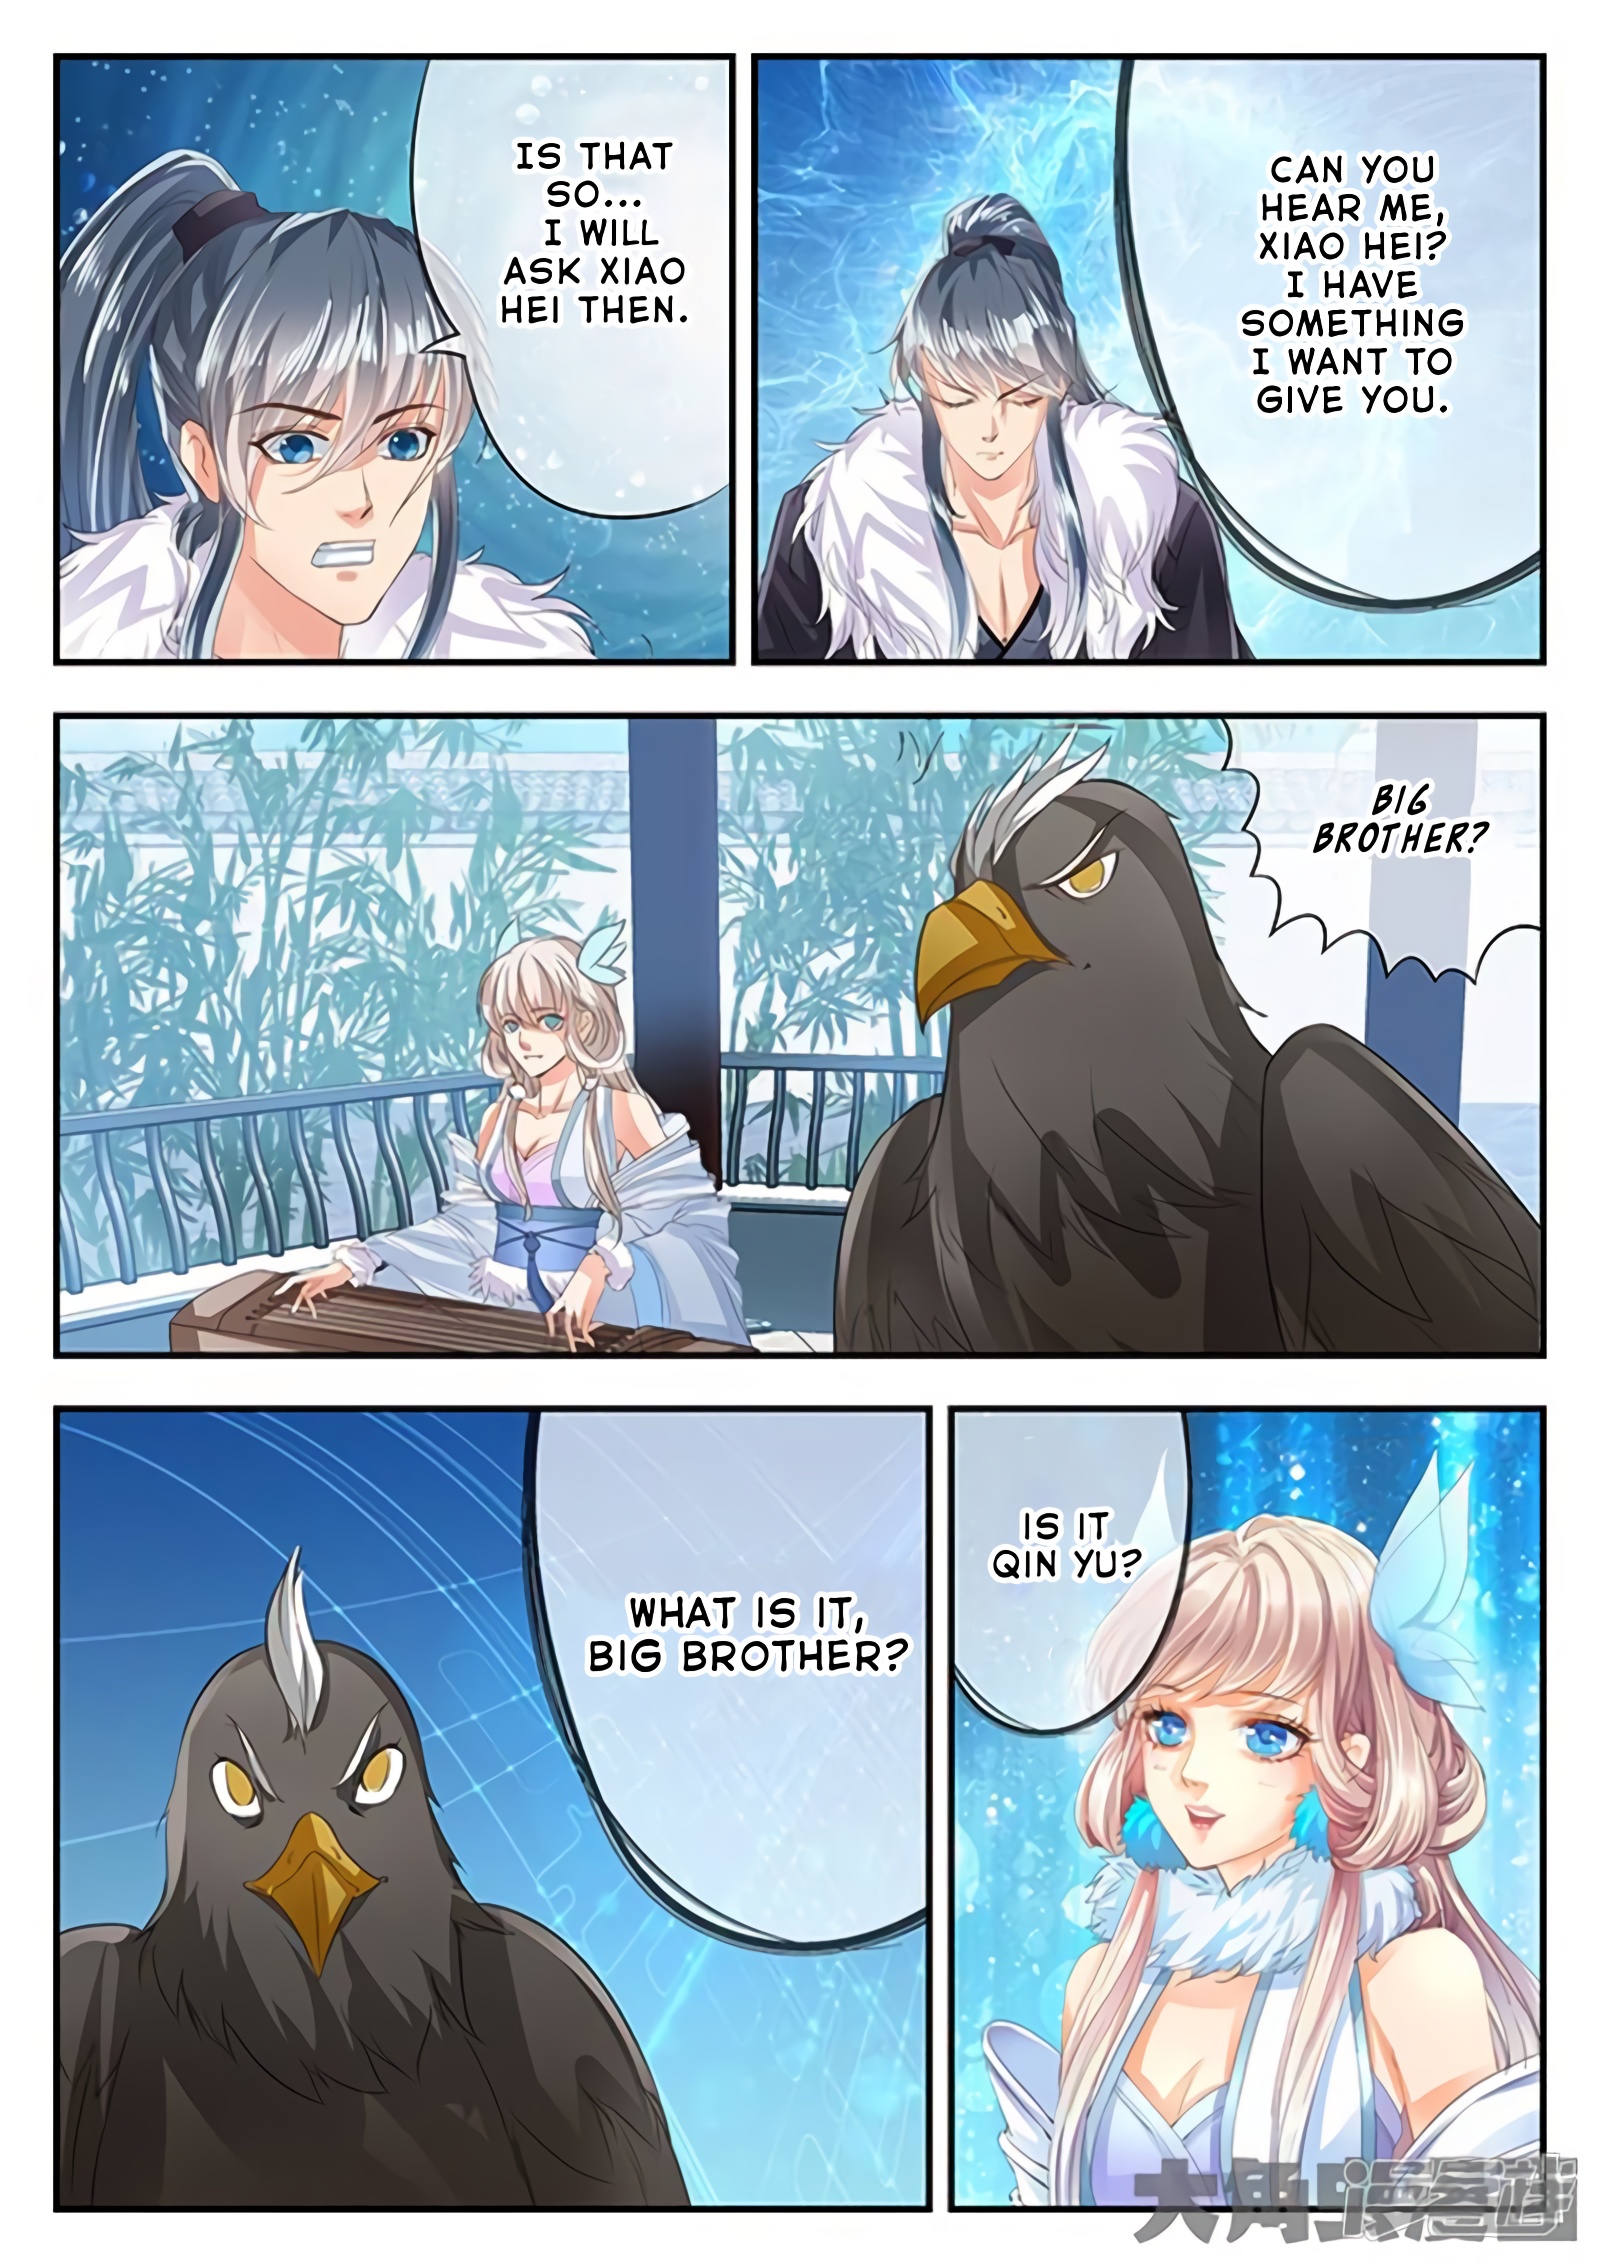 IS THAT
SO...
I WILL
ASK XIAO
HEI THEN.
CAN YOU
HEAR ME,
XIAO HEI?
I HAVE
SOMETHING
I WANT TO
GIVE YOU.
BIG
BROTHER?
WHAT IS IT,
BIG BROTHER?
IS IT
QIN YU?